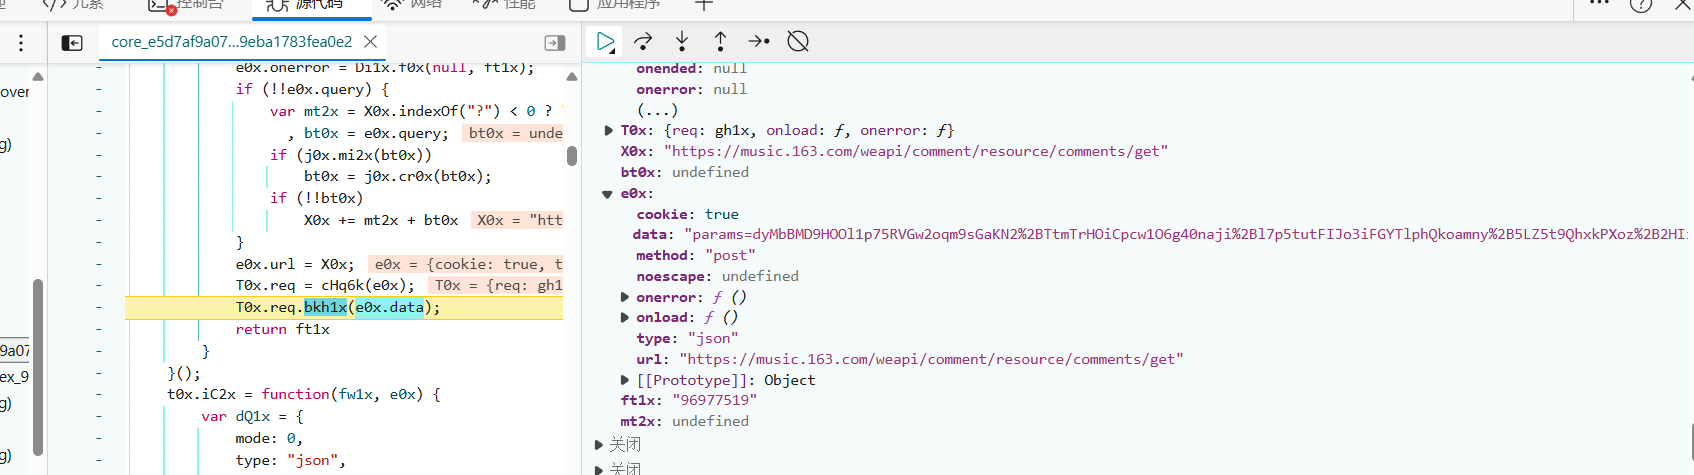 元素
控制台
源代码
网络
性能
应用程序
core_e5d7af9a07...9eba1783fea0e2
over
g)
9a07
ex_9
g)
g)
e0x.onerror = Di1x.f0x(null, ft1x);
if (!!e0x.query) {
var mt2x = X0x.indexOf("?") < 0 ? '
, bt0x = e0x.query; bt0x = unde
if (j0x.mi2x(bt0x))
bt0x = j0x.cr0x(bt0x);
if (!!bt0x)
X0x += mt2x + bt0x X0x = "htt
}
e0x.url = X0x; e0x = {cookie: true, t
T0x.req = cHq6k(e0x); T0x = {req: gh1
T0x.req.bkh1x(e0x.data);
return ft1x
}
}();
t0x.iC2x = function(fw1x, e0x) {
var dQ1x = {
mode: 0,
type: "json",
onended: null
onerror: null
(...)
T0x: {req: gh1x, onload: ƒ, onerror: ƒ}
X0x: "https://music.163.com/weapi/comment/resource/comments/get"
bt0x: undefined
e0x:
cookie: true
data: "params=dyMbBMD9HOOl1p75RVGw2oqm9sGaKN2%2BTtmTrHOiCpcw1O6g40naji%2Bl7p5tutFIJo3iFGYTlphQkoamny%2B5LZ5t9QhxkPXoz%2B2HI
method: "post"
noescape: undefined
onerror: ƒ ()
onload: ƒ ()
type: "json"
url: "https://music.163.com/weapi/comment/resource/comments/get"
[[Prototype]]: Object
ft1x: "96977519"
mt2x: undefined
关闭
关闭